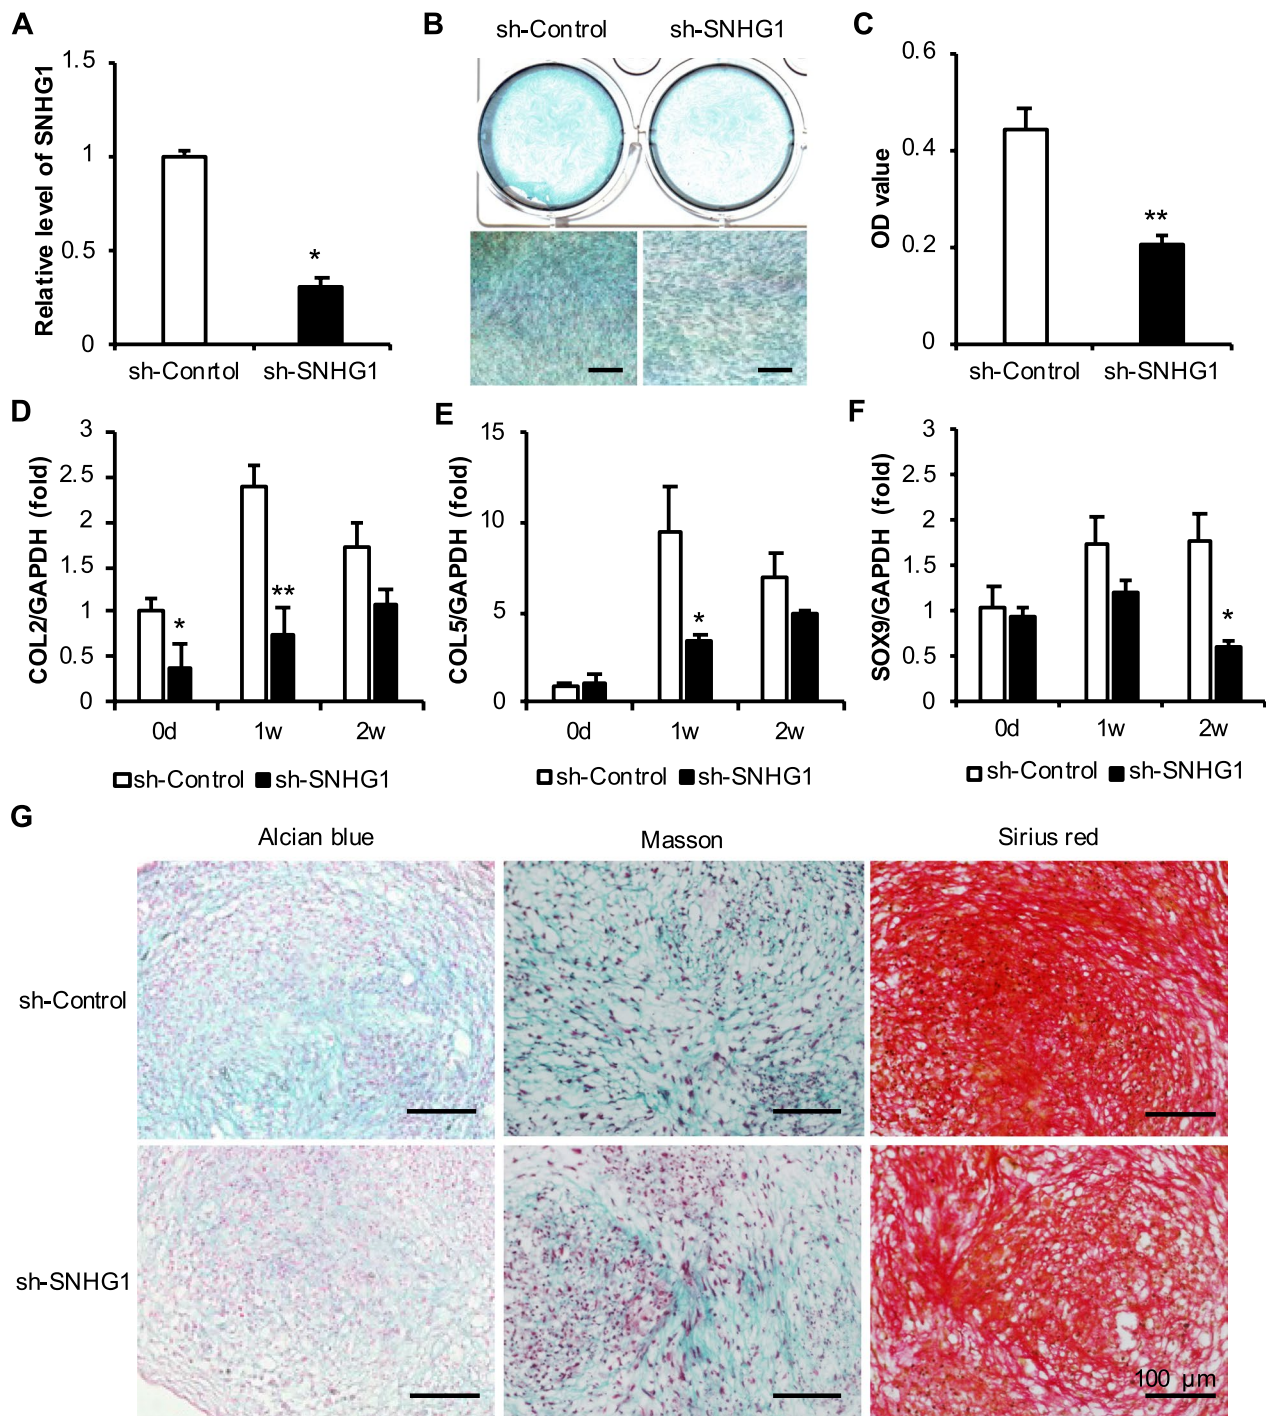 A
Relative level of SNHG1
1.5
1
0.5
0
*
sh-Conrtol sh-SNHG1
B
sh-Control sh-SNHG1
C
OD value
0.6
0.4
0.2
0
**
sh-Control sh-SNHG1
D
COL2/GAPDH (fold)
3
2.5
2
1.5
1
0.5
0
*
**
0d 1w 2w
sh-Control sh-SNHG1
E
COL5/GAPDH (fold)
15
10
5
0
*
0d 1w 2w
sh-Control sh-SNHG1
F
SOX9/GAPDH (fold)
3
2.5
2
1.5
1
0.5
0
*
0d 1w 2w
sh-Control sh-SNHG1
G
Alcian blue Masson Sirius red
sh-Control
sh-SNHG1
100 µm